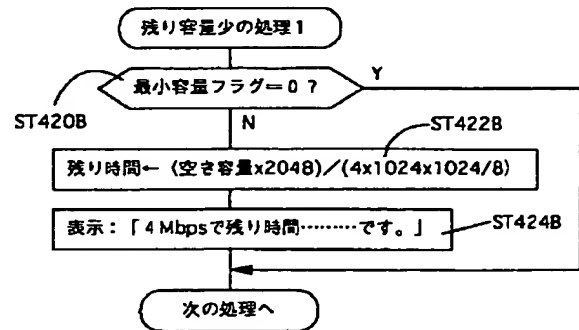 残り容量少の処理1
最小容量フラグ=0?
Y
ST420B
N
ST422B
残り時間←(空き容量x2048)/(4x1024x1024/8)
表示:「4Mbpsで残り時間………です。」
ST424B
次の処理へ